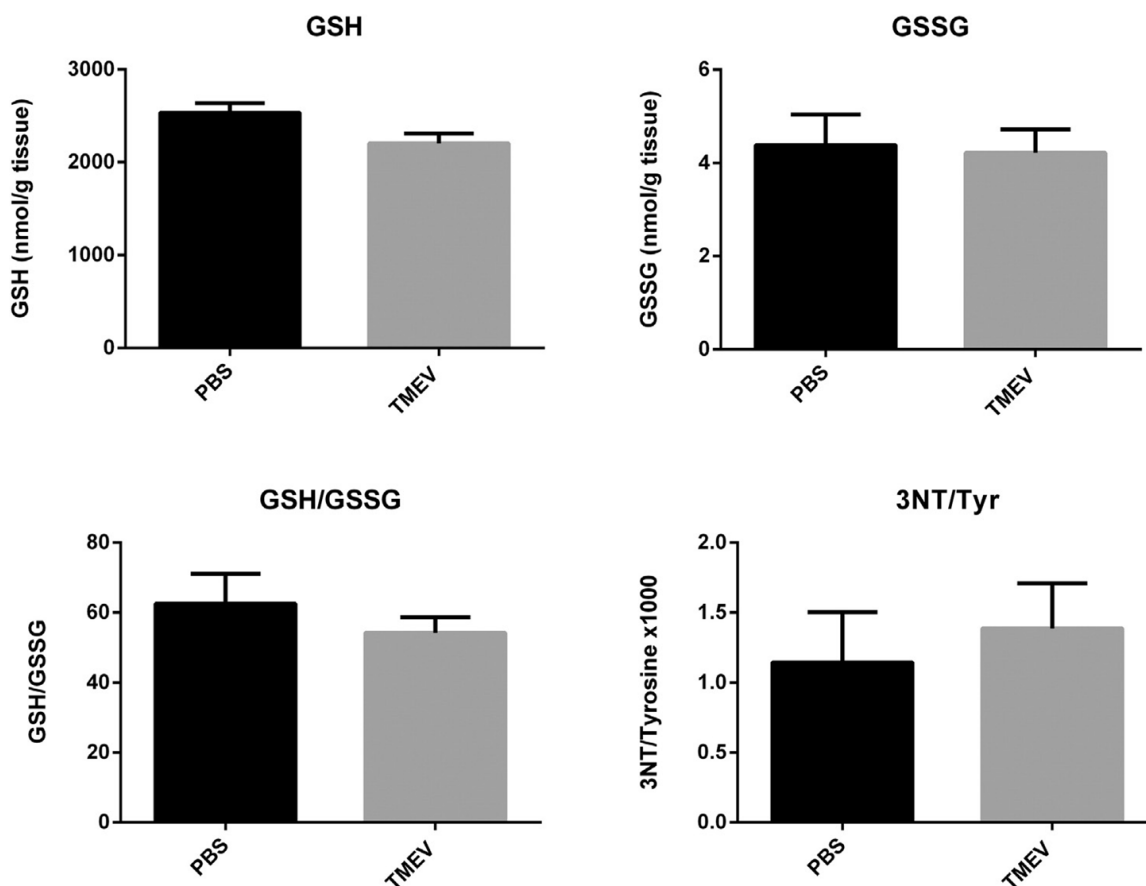 GSH
GSH (nmol/g tissue)
3000
2000
1000
0
PBS
TMEV
GSSG
GSSG (nmol/g tissue)
6
4
2
0
PBS
TMEV
GSH/GSSG
GSH/GSSG
80
60
40
20
0
PBS
TMEV
3NT/Tyr
3NT/Tyrosine x1000
2.0
1.5
1.0
0.5
0.0
PBS
TMEV